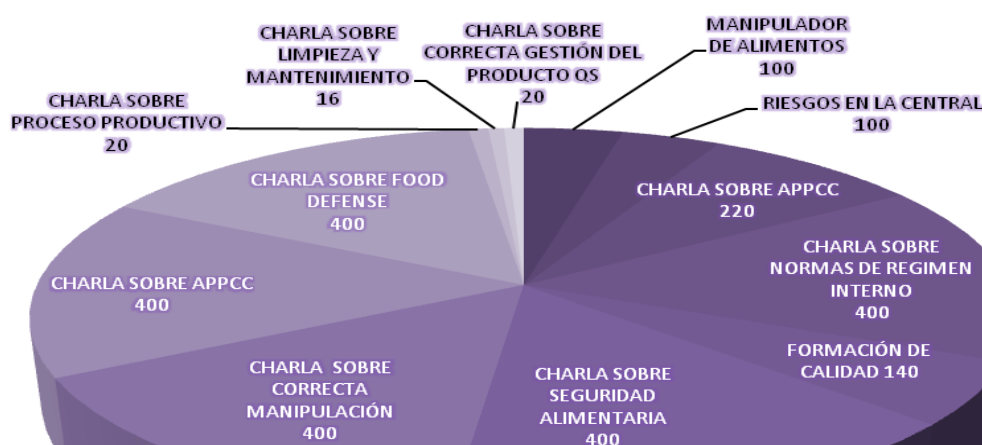 CHARLA SOBRE
LIMPIEZA Y
MANTENIMIENTO
16
CHARLA SOBRE
CORRECTA GESTIÓN DEL
PRODUCTO QS
20
MANIPULADOR
DE ALIMENTOS
100
CHARLA SOBRE
PROCESO PRODUCTIVO
20
RIESGOS EN LA CENTRAL
100
CHARLA SOBRE FOOD
DEFENSE
400
CHARLA SOBRE APPCC
220
CHARLA SOBRE
NORMAS DE REGIMEN
INTERNO
400
CHARLA SOBRE APPCC
400
FORMACIÓN DE
CALIDAD 140
CHARLA SOBRE
CORRECTA
MANIPULACIÓN
400
CHARLA SOBRE
SEGURIDAD
ALIMENTARIA
400